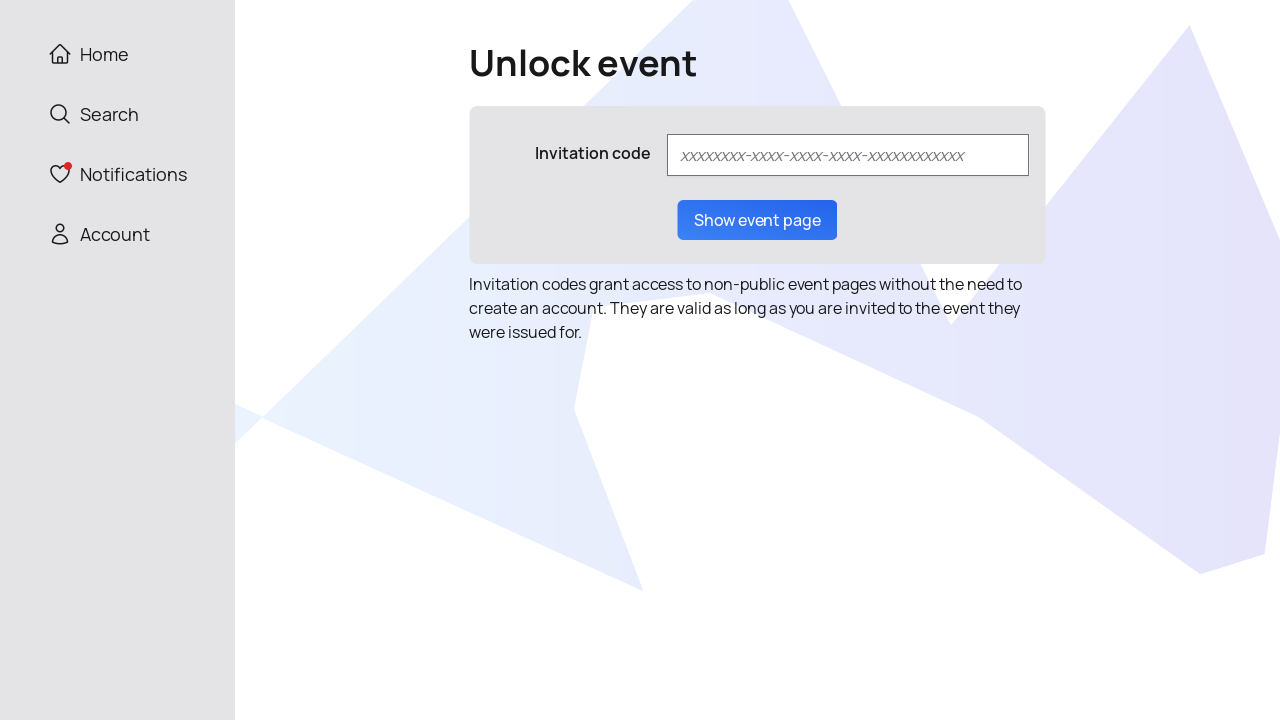 Home
Search
Notifications
Account
Unlock event
Invitation code
xxxxxxxx-xxxx-xxxx-xxxx-xxxxxxxxxxxx
Show event page
Invitation codes grant access to non-public event pages without the need to
create an account. They are valid as long as you are invited to the event they
were issued for.